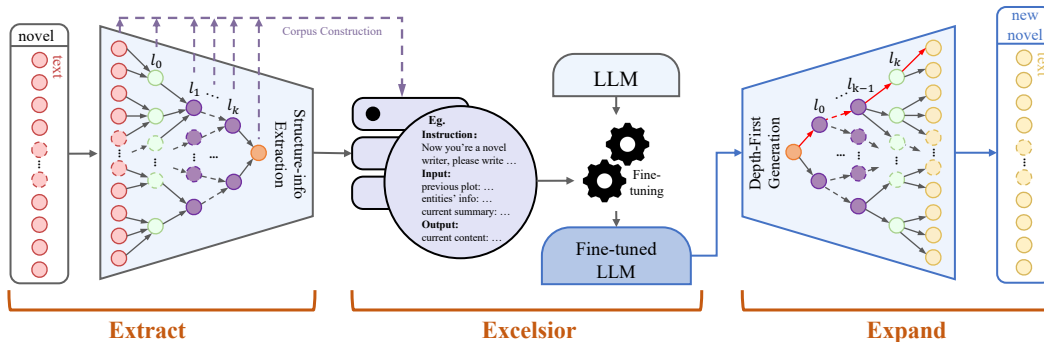 novel
text
...
l0
l1
...
lk
...
Structure-info
Extraction
Corpus Construction
Eg.
Instruction:
Now you're a novel
writer, please write ...
Input:
previous plot: ...
entities' info: ...
current summary: ...
Output:
current content: ...
LLM
Fine-
tuning
Fine-tuned
LLM
Depth-First
Generation
l0
...
lk−1
...
lk
...
new
novel
text
...
Extract
Excelsior
Expand